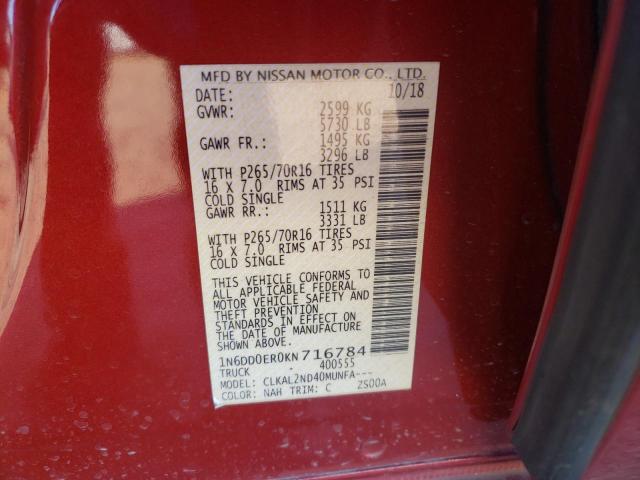 MFD BY NISSAN MOTOR CO., LTD.
DATE: 10/18
GVWR: 2599 KG
5730 LB
GAWR FR.: 1495 KG
3296 LB
WITH P265/70R16 TIRES
16 X 7.0 RIMS AT 35 PSI
COLD SINGLE
GAWR RR.: 1511 KG
3331 LB
WITH P265/70R16 TIRES
16 X 7.0 RIMS AT 35 PSI
COLD SINGLE
THIS VEHICLE CONFORMS TO
ALL APPLICABLE FEDERAL
MOTOR VEHICLE SAFETY AND
THEFT PREVENTION
STANDARDS IN EFFECT ON
THE DATE OF MANUFACTURE
SHOWN ABOVE.
1N6DD0ER0KN716784
TRUCK . 400555
MODEL: CLKAL2ND40MUNFA---
COLOR: NAH TRIM: C ZS00A